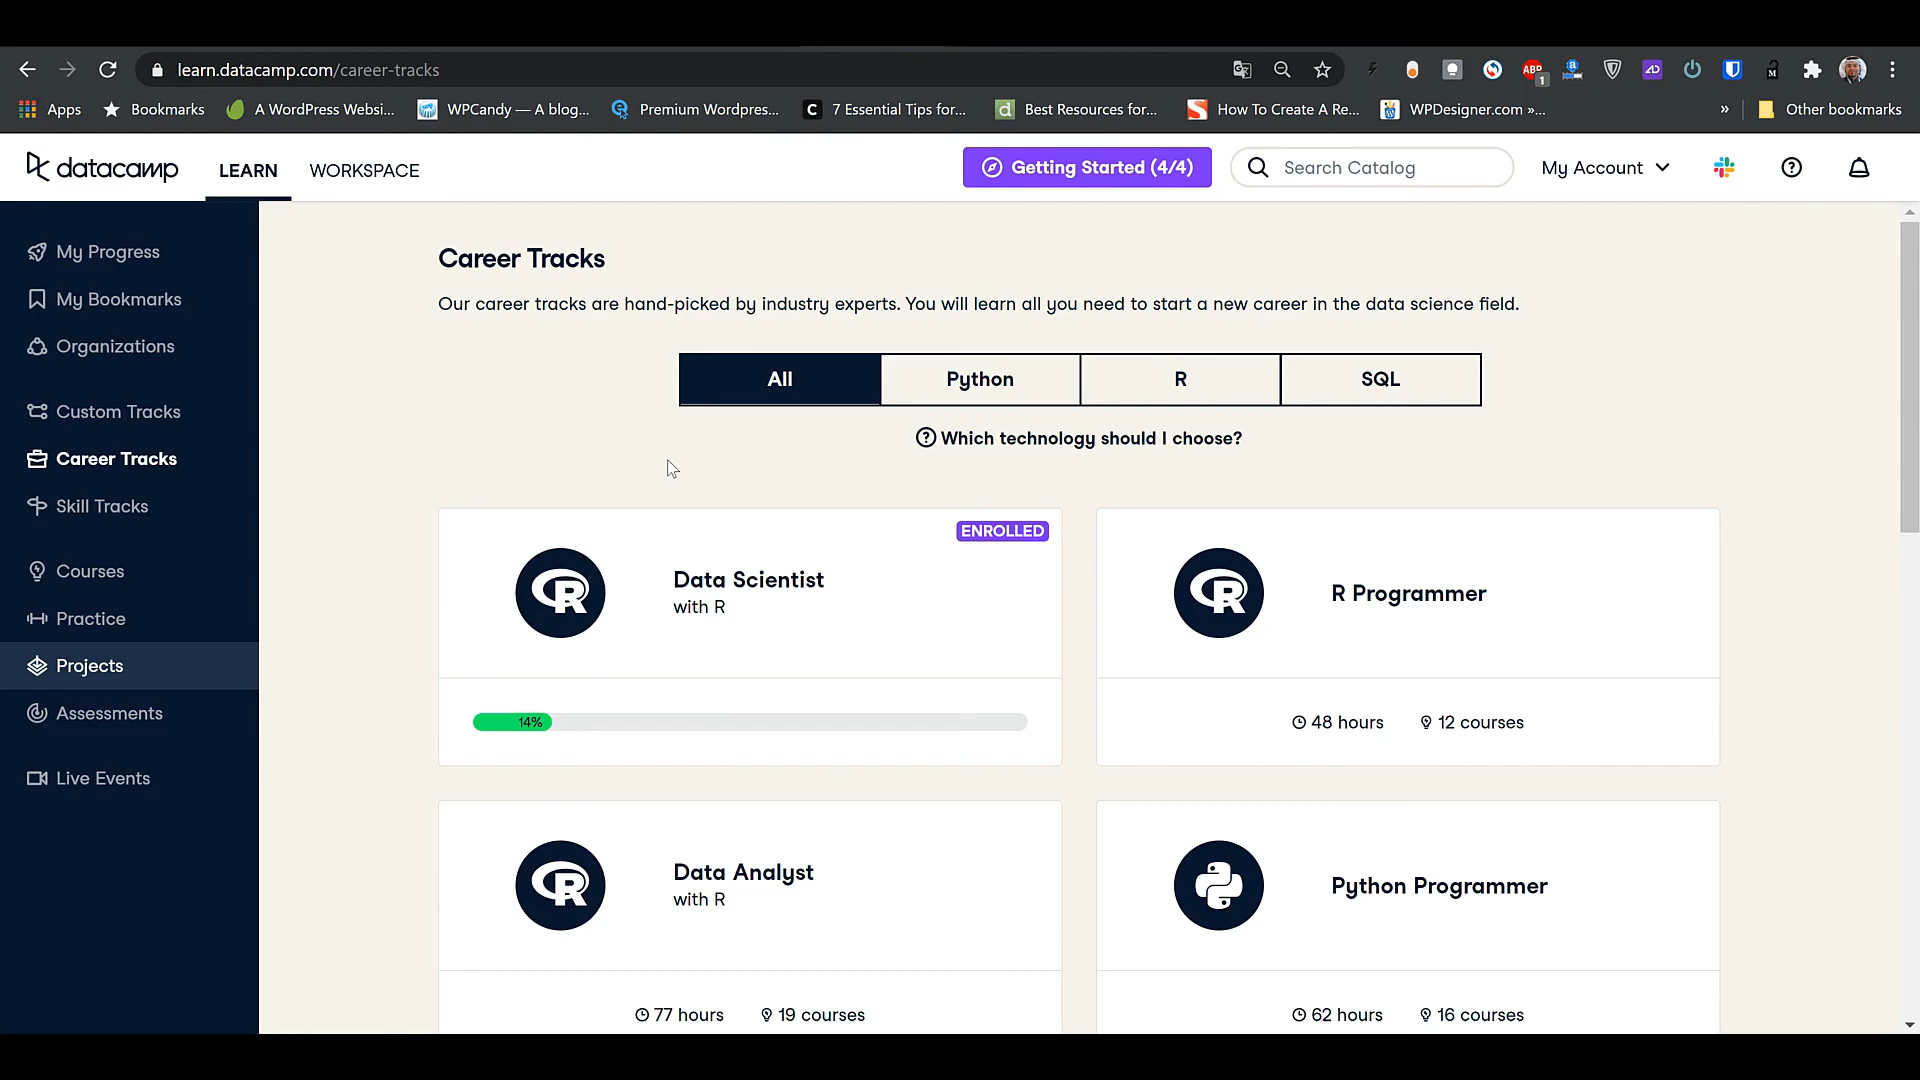 learn.datacamp.com/career-tracks
ABP
1
a
AD
M
Apps
Bookmarks
A WordPress Websi...
WPCandy — A blog...
Premium Wordpres...
C
7 Essential Tips for...
d
Best Resources for...
S
How To Create A Re...
WPDesigner.com »...
»
Other bookmarks
datacamp
LEARN
WORKSPACE
Getting Started (4/4)
Search Catalog
My Account
My Progress
My Bookmarks
Organizations
Custom Tracks
Career Tracks
Skill Tracks
Courses
Practice
Projects
Assessments
Live Events
Career Tracks
Our career tracks are hand-picked by industry experts. You will learn all you need to start a new career in the data science field.
All
Python
R
SQL
Which technology should I choose?
ENROLLED
R
Data Scientist
with R
14%
R
R Programmer
48 hours
12 courses
R
Data Analyst
with R
77 hours
19 courses
Python Programmer
62 hours
16 courses